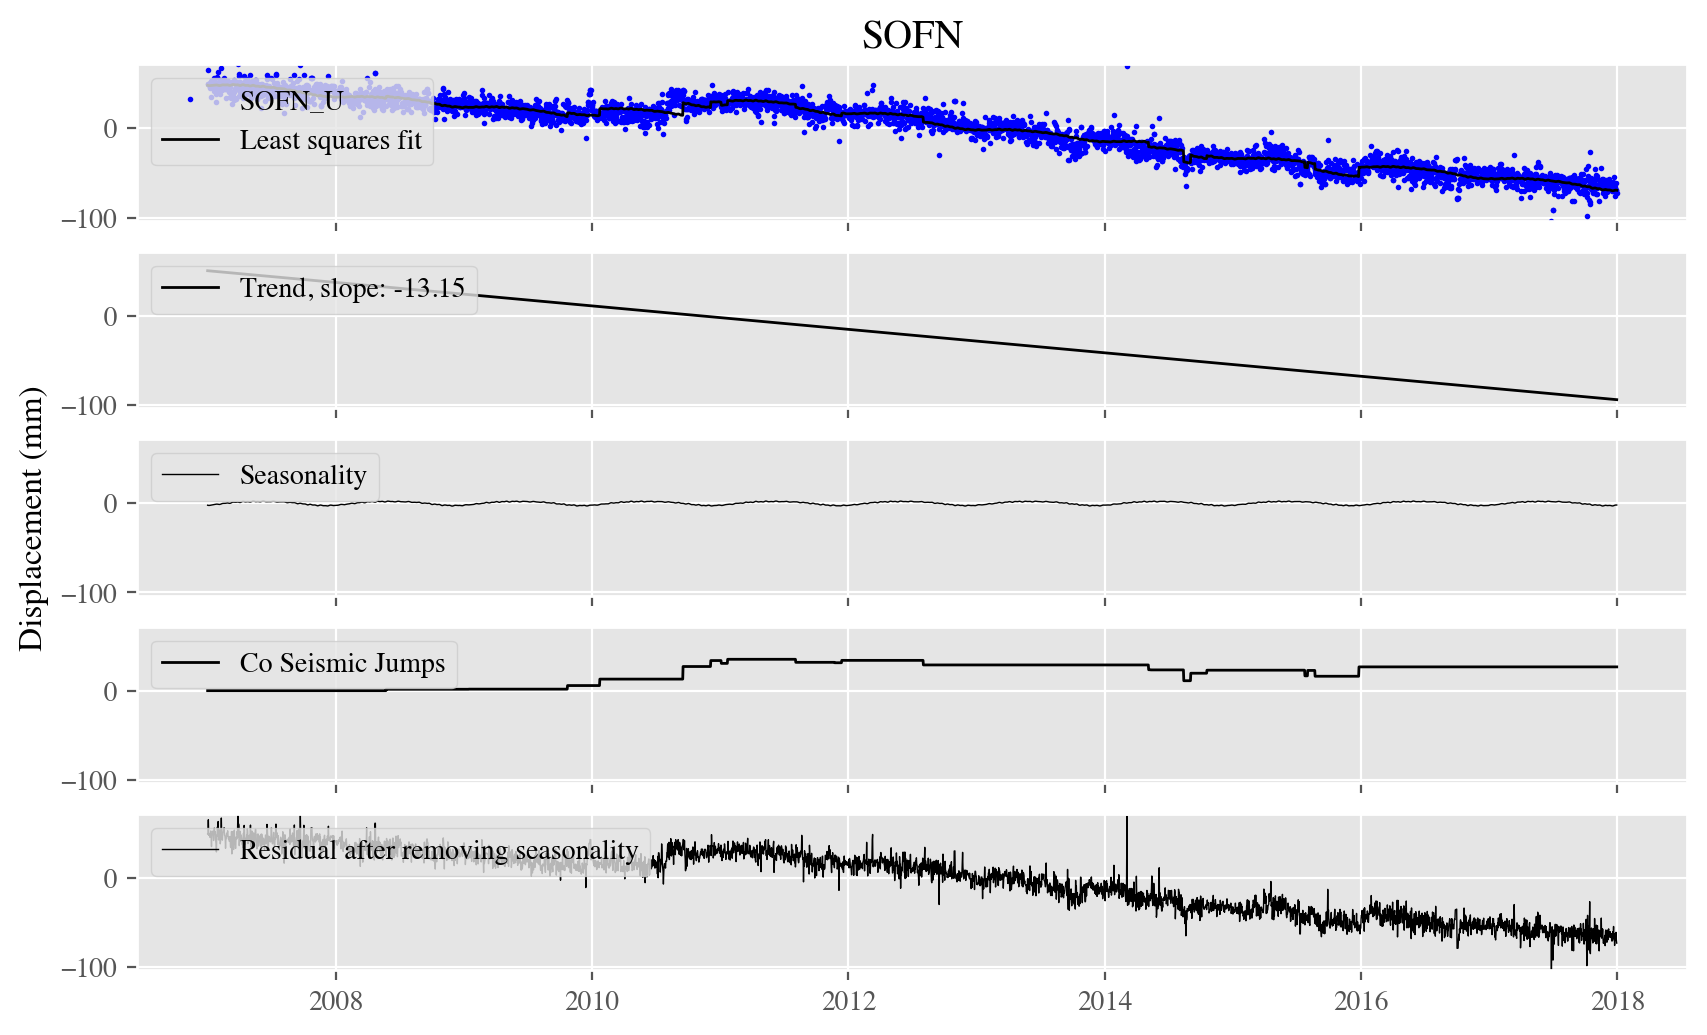 SOFN
SOFN_U
Least squares fit
0
−100
Trend, slope: -13.15
0
−100
Displacement (mm)
Seasonality
0
−100
Co Seismic Jumps
0
−100
Residual after removing seasonality
0
−100
2008 2010 2012 2014 2016 2018